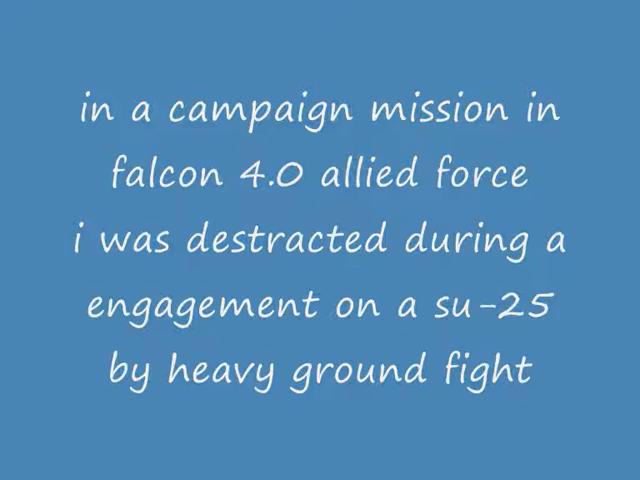 in a campaign mission in
falcon 4.0 allied force
i was destracted during a
engagement on a su-25
by heavy ground fight